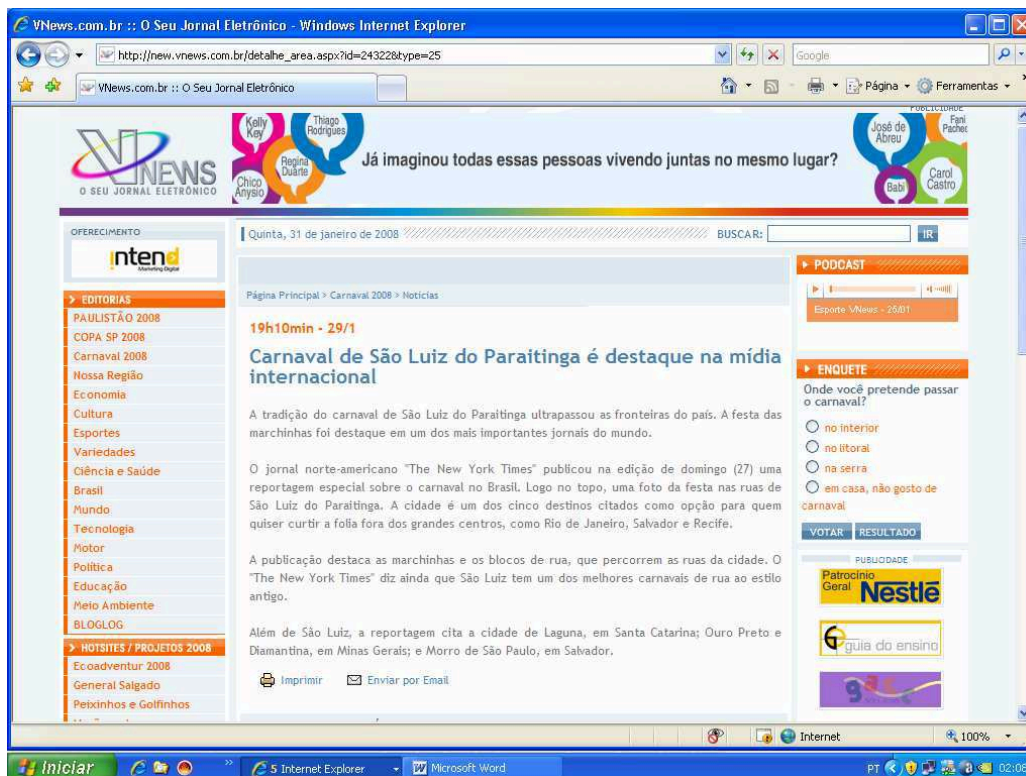 VNews.com.br :: O Seu Jornal Eletrônico - Windows Internet Explorer
http://new.vnews.com.br/detalhe_area.aspx?id=24322&type=25
Google
VNews.com.br :: O Seu Jornal Eletrônico
Página
Ferramentas
PUBLICIDADE
VNEWS
O SEU JORNAL ELETRÔNICO
Kelly Key
Thiago Rodrigues
Regina Duarte
Chico Anysio
Já imaginou todas essas pessoas vivendo juntas no mesmo lugar?
José de Abreu
Fani
Babi
Carol Castro
OFERECIMENTO
intend
Marketing Digital
Quinta, 31 de janeiro de 2008
BUSCAR:
IR
EDITORIAS
PAULISTÃO 2008
COPA SP 2008
Carnaval 2008
Nossa Região
Economia
Cultura
Esportes
Variedades
Ciência e Saúde
Brasil
Mundo
Tecnologia
Motor
Política
Educação
Meio Ambiente
BLOGLOG
HOTSITES / PROJETOS 2008
Ecoadventur 2008
General Salgado
Peixinhos e Golfinhos
Página Principal > Carnaval 2008 > Notícias
19h10min - 29/1
Carnaval de São Luiz do Paraitinga é destaque na mídia
internacional
A tradição do carnaval de São Luiz do Paraitinga ultrapassou as fronteiras do país. A festa das
marchinhas foi destaque em um dos mais importantes jornais do mundo.
O jornal norte-americano "The New York Times" publicou na edição de domingo (27) uma
reportagem especial sobre o carnaval no Brasil. Logo no topo, uma foto da festa nas ruas de
São Luiz do Paraitinga. A cidade é um dos cinco destinos citados como opção para quem
quiser curtir a folia fora dos grandes centros, como Rio de Janeiro, Salvador e Recife.
A publicação destaca as marchinhas e os blocos de rua, que percorrem as ruas da cidade. O
"The New York Times" diz ainda que São Luiz tem um dos melhores carnavais de rua ao estilo
antigo.
Além de São Luiz, a reportagem cita a cidade de Laguna, em Santa Catarina; Ouro Preto e
Diamantina, em Minas Gerais; e Morro de São Paulo, em Salvador.
Imprimir
Enviar por Email
PODCAST
Esporte VNews - 25/01
ENQUETE
Onde você pretende passar
o carnaval?
no interior
no litoral
na serra
em casa, não gosto de
carnaval
VOTAR
RESULTADO
PUBLICIDADE
Patrocínio
Geral
Nestlé
guia do ensino
Internet
100%
Iniciar
5 Internet Explorer
Microsoft Word
PT
02:08